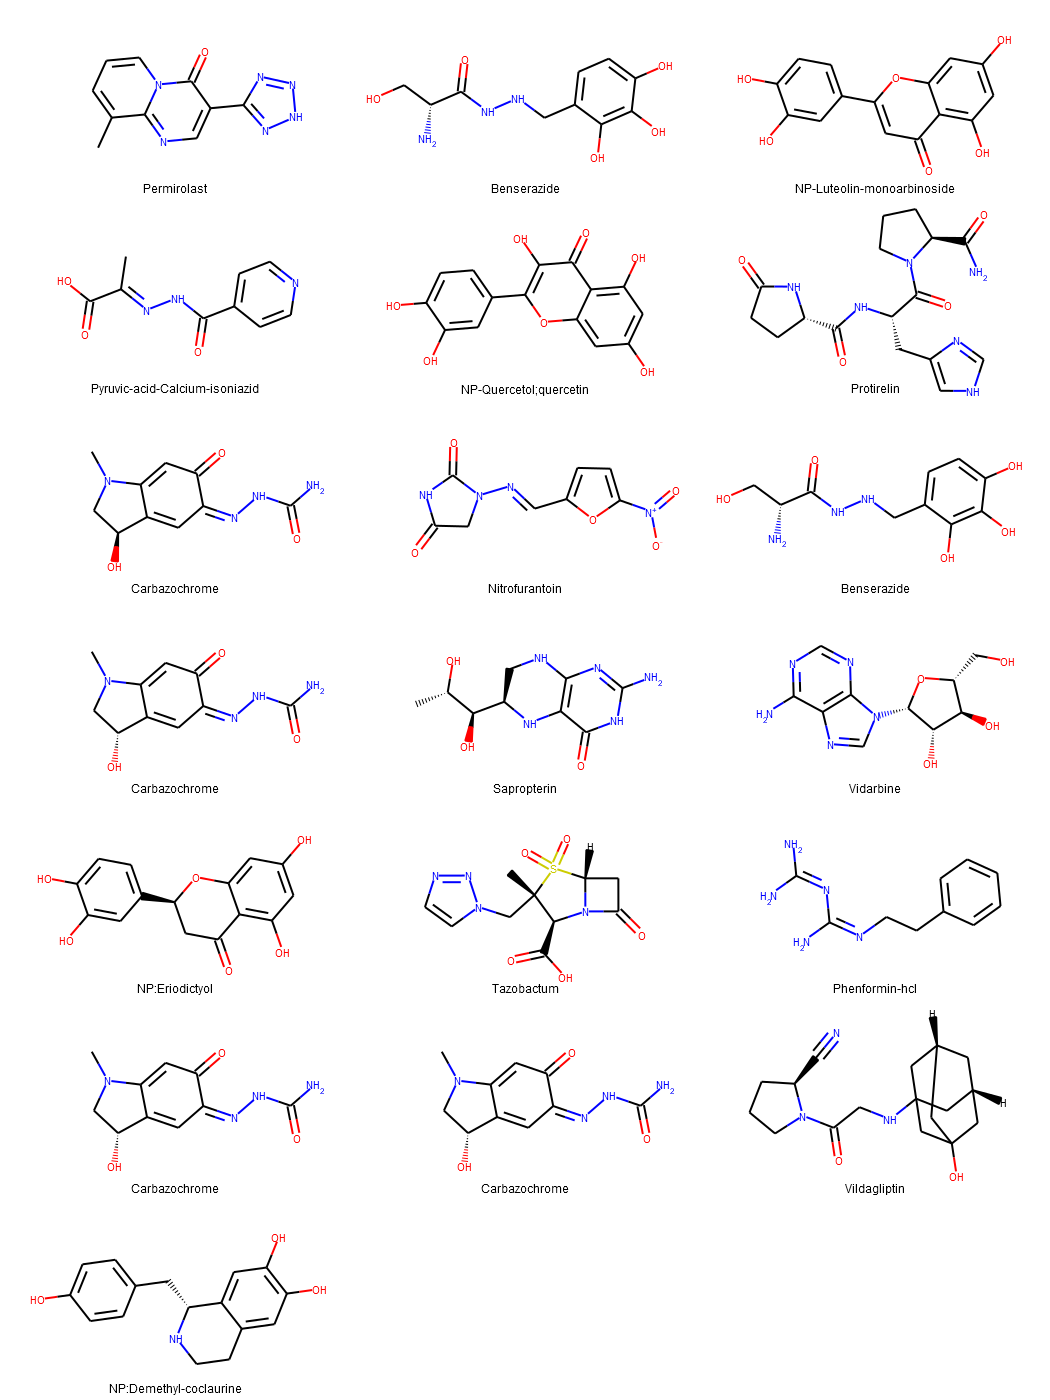 Permirolast
Benserazide
NP-Luteolin-monoarbinoside
Pyruvic-acid-Calcium-isoniazid
NP-Quercetol;quercetin
Protirelin
Carbazochrome
Nitrofurantoin
Benserazide
Carbazochrome
Sapropterin
Vidarbine
NP:Eriodictyol
Tazobactum
Phenformin-hcl
Carbazochrome
Carbazochrome
Vildagliptin
NP:Demethyl-coclaurine